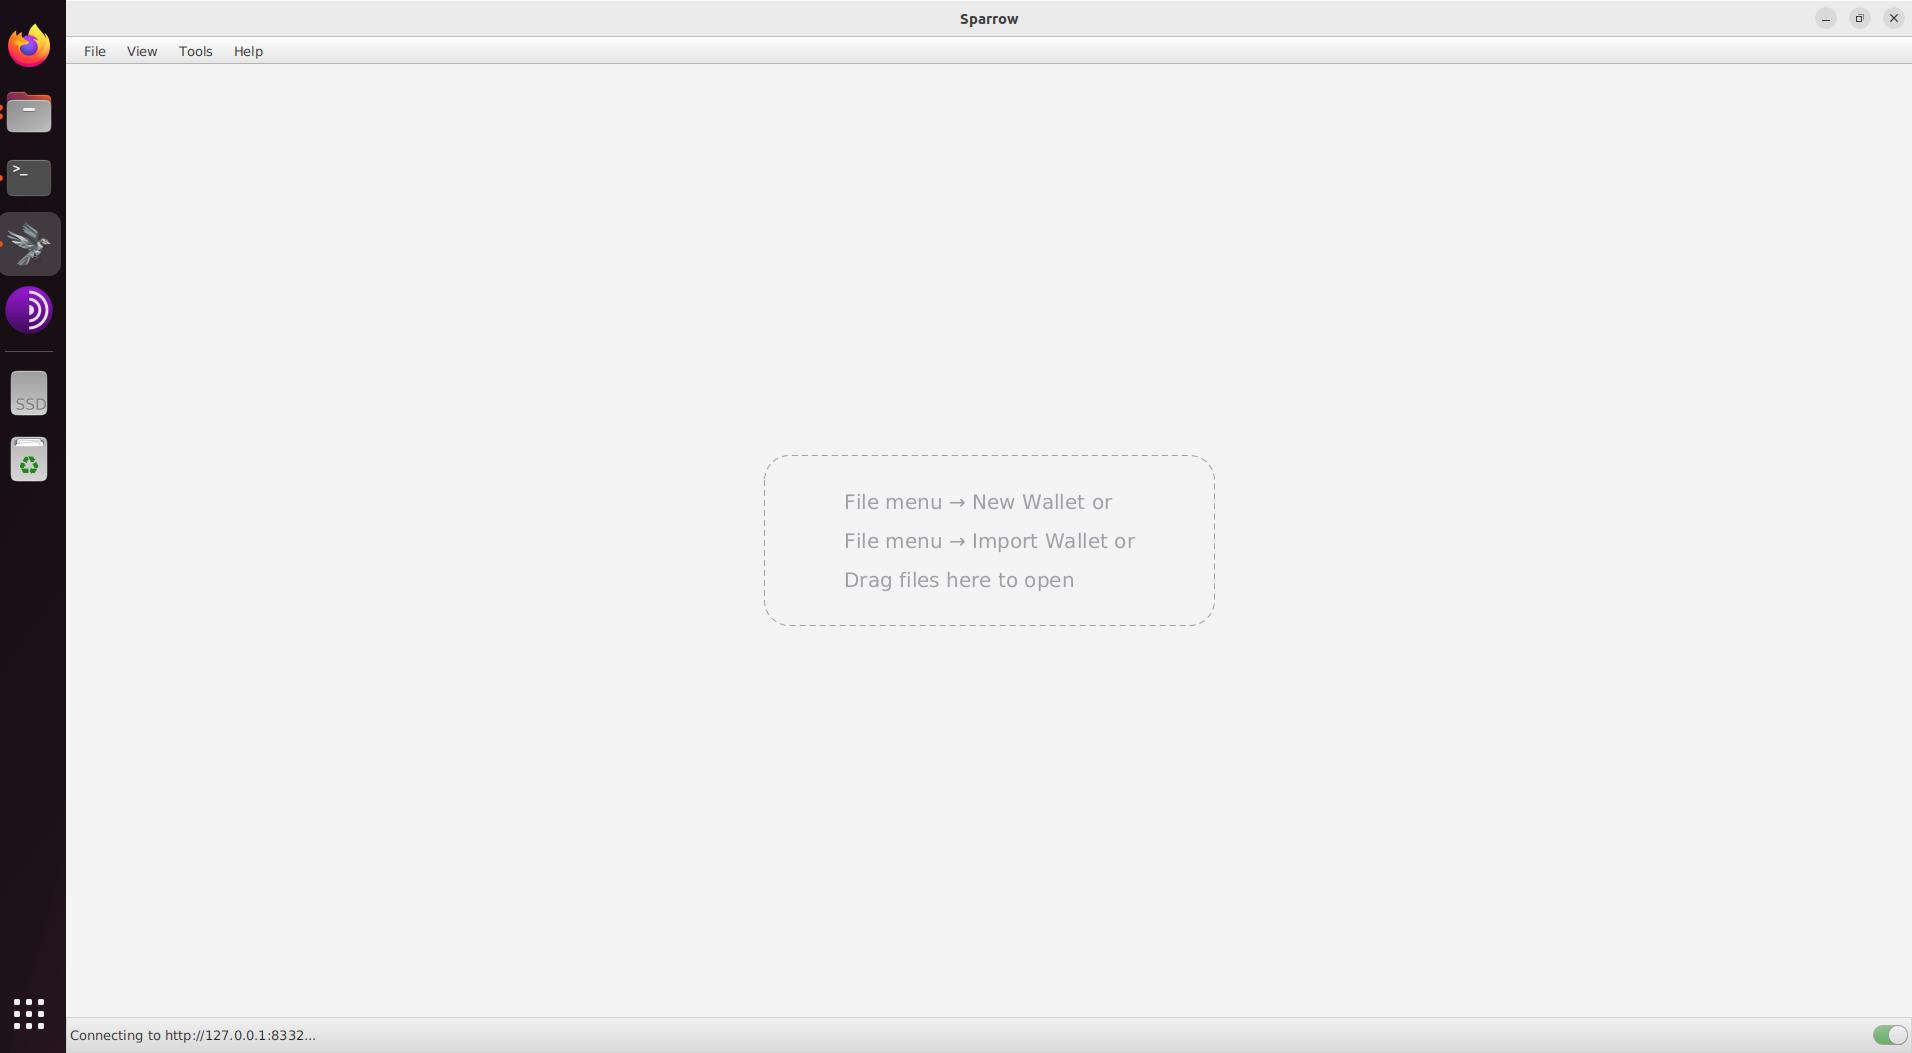 Sparrow
File View Tools Help
>_
File menu → New Wallet or
File menu → Import Wallet or
Drag files here to open
SSD
Connecting to http://127.0.0.1:8332...